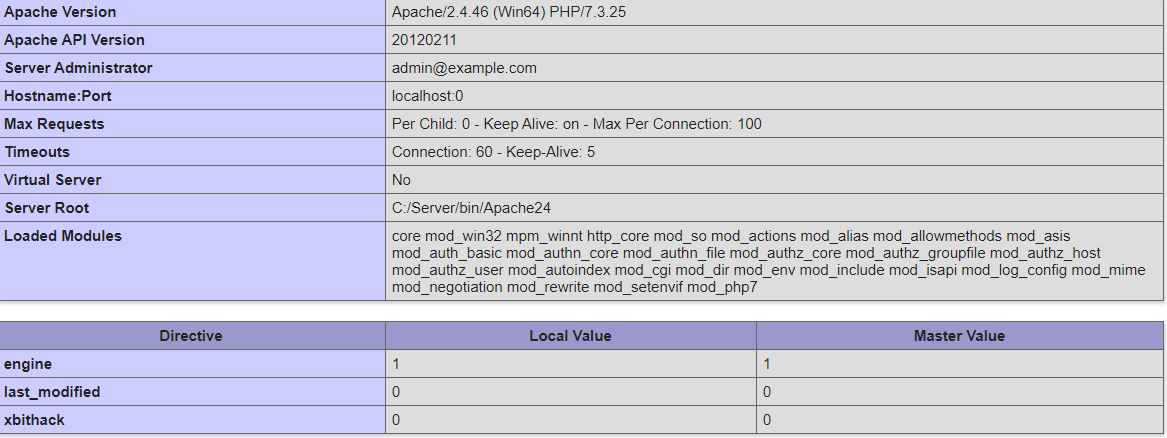 Apache Version Apache/2.4.46 (Win64) PHP/7.3.25
Apache API Version 20120211
Server Administrator admin@example.com
Hostname:Port localhost:0
Max Requests Per Child: 0 - Keep Alive: on - Max Per Connection: 100
Timeouts Connection: 60 - Keep-Alive: 5
Virtual Server No
Server Root C:/Server/bin/Apache24
Loaded Modules core mod_win32 mpm_winnt http_core mod_so mod_actions mod_alias mod_allowmethods mod_asis
mod_auth_basic mod_authn_core mod_authn_file mod_authz_core mod_authz_groupfile mod_authz_host
mod_authz_user mod_autoindex mod_cgi mod_dir mod_env mod_include mod_isapi mod_log_config mod_mime
mod_negotiation mod_rewrite mod_setenvif mod_php7
Directive Local Value Master Value
engine 1 1
last_modified 0 0
xbithack 0 0